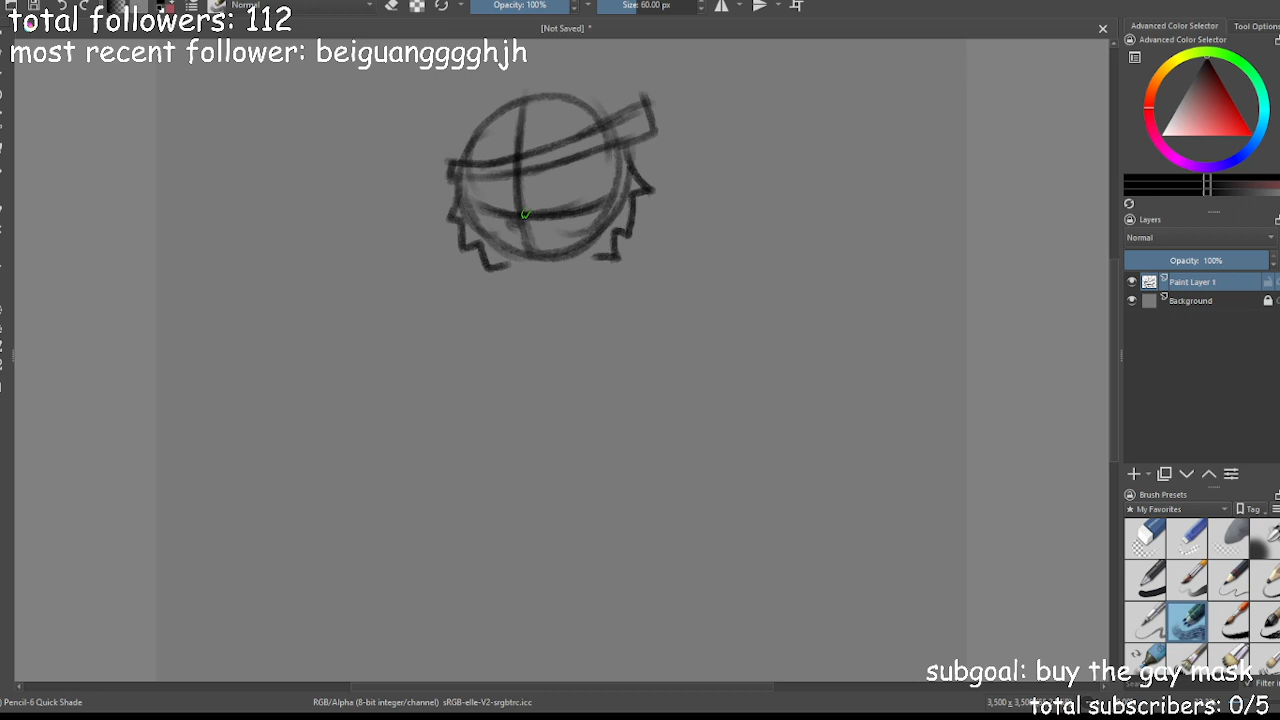 total followers: 112
most recent follower: beiguangggghjh
Normal
Opacity: 100%
Size: 60.00 px
[Not Saved] *
Advanced Color Selector
Tool Options
Advanced Color Selector
Layers
Normal
Opacity: 100%
Paint Layer 1
Background
Brush Presets
My Favorites
Tag
subgoal: buy the gay mask
Filter in
) Pencil-6 Quick Shade
RGB/Alpha (8-bit integer/channel) sRGB-elle-V2-srgbtrc.icc
total subscribers: 0/5